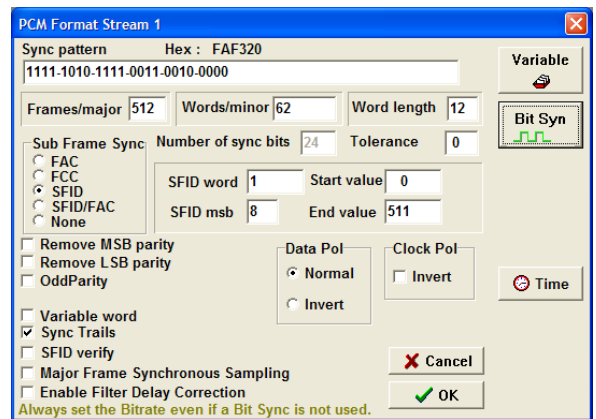 PCM Format Stream 1
Sync pattern Hex : FAF320
1111-1010-1111-0011-0010-0000
Variable
Bit Syn
Frames/major 512 Words/minor 62 Word length 12
Sub Frame Sync Number of sync bits 24 Tolerance 0
FAC
FCC
SFID
SFID/FAC
None
SFID word 1 Start value 0
SFID msb 8 End value 511
Remove MSB parity
Remove LSB parity
OddParity
Data Pol
Normal
Invert
Clock Pol
Invert
Time
Variable word
Sync Trails
SFID verify
Major Frame Synchronous Sampling
Enable Filter Delay Correction
Cancel
OK
Always set the Bitrate even if a Bit Sync is not used.